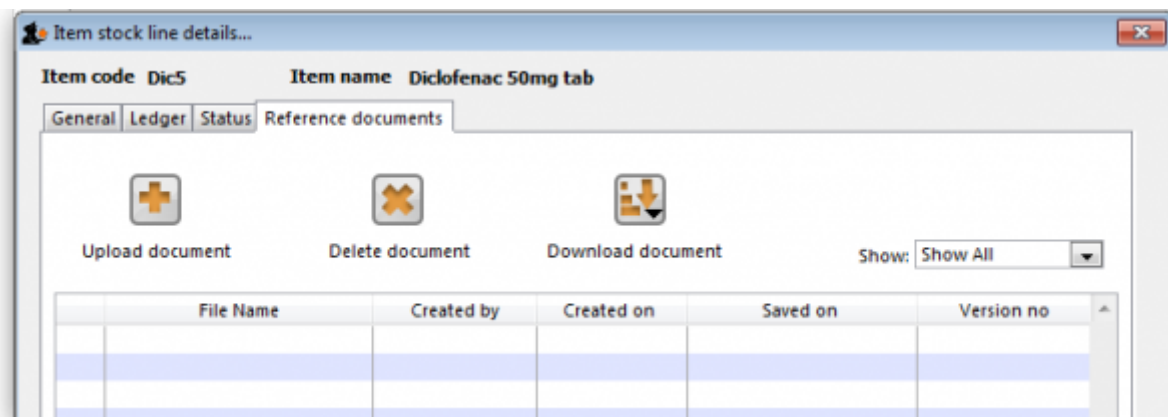 Item stock line details...
Item code Dic5 Item name Diclofenac 50mg tab
General Ledger Status Reference documents
Upload document Delete document Download document Show: Show All
File Name Created by Created on Saved on Version no